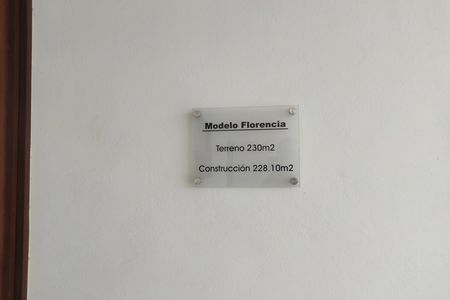 Modelo Florencia
Terreno 230m2
Construcción 228.10m2